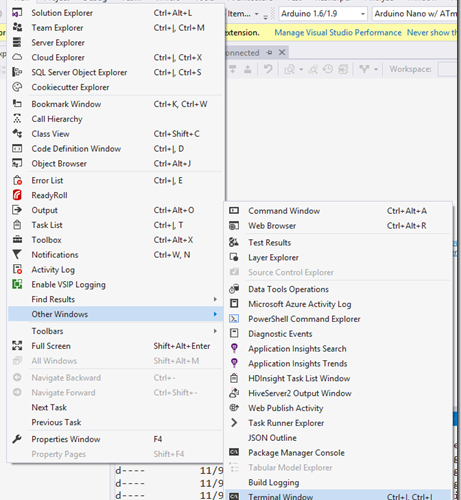 Item...
Arduino 1.6/1.9
Arduino Nano w/ ATm
extension. Manage Visual Studio Performance Never show th
onnected
Workspace:
Solution Explorer Ctrl+Alt+L
Team Explorer Ctrl+\, Ctrl+M
Server Explorer
Cloud Explorer Ctrl+\, Ctrl+X
SQL Server Object Explorer Ctrl+\, Ctrl+S
Cookiecutter Explorer
Bookmark Window Ctrl+K, Ctrl+W
Call Hierarchy
Class View Ctrl+Shift+C
Code Definition Window Ctrl+\, D
Object Browser Ctrl+Alt+J
Error List Ctrl+\, E
ReadyRoll
Output Ctrl+Alt+O
Task List Ctrl+\, T
Toolbox Ctrl+Alt+X
Notifications Ctrl+W, N
Activity Log
Enable VSIP Logging
Find Results
Other Windows
Toolbars
Full Screen Shift+Alt+Enter
All Windows Shift+Alt+M
Navigate Backward Ctrl+-
Navigate Forward Ctrl+Shift+-
Next Task
Previous Task
Properties Window F4
Property Pages Shift+F4
Command Window Ctrl+Alt+A
Web Browser Ctrl+Alt+R
Test Results
Layer Explorer
Source Control Explorer
Data Tools Operations
Microsoft Azure Activity Log
PowerShell Command Explorer
Diagnostic Events
Application Insights Search
Application Insights Trends
HDInsight Task List Window
HiveServer2 Output Window
Web Publish Activity
Task Runner Explorer
JSON Outline
Package Manager Console
Tabular Model Explorer
Build Logging
Terminal Window Ctrl+\, Ctrl+\
d---- 11/9
d---- 11/9
d---- 11/9